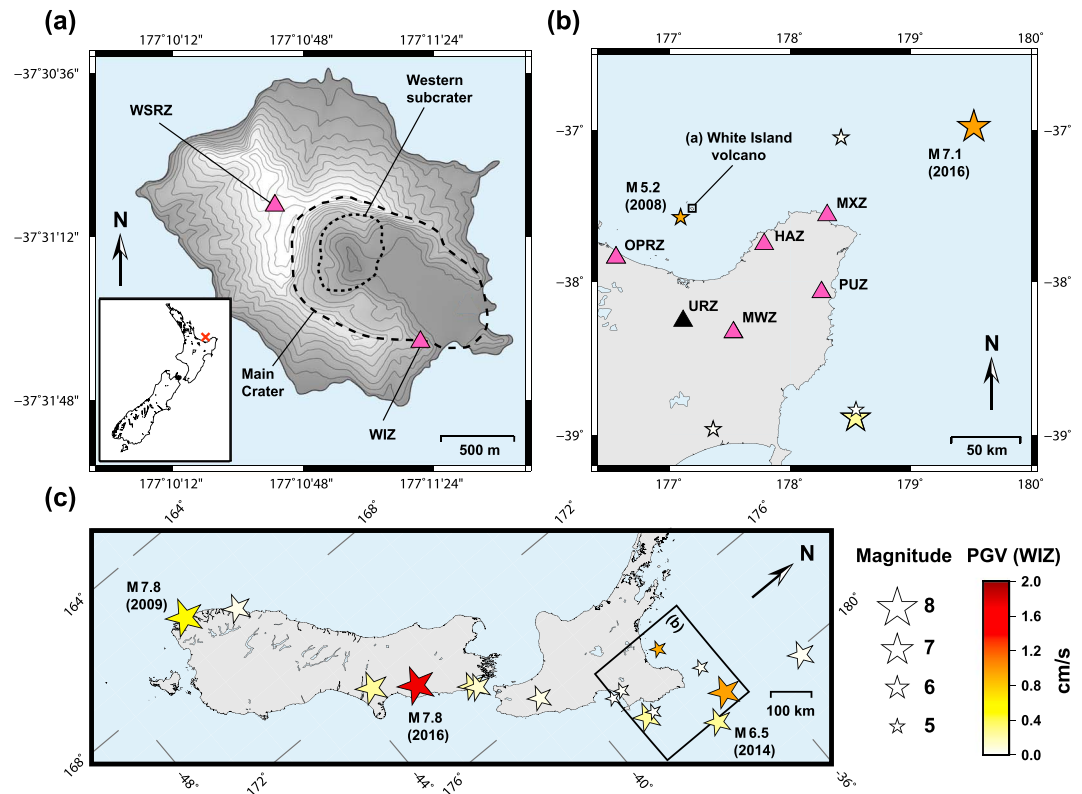 (a)
177°10'12"
177°10'48"
177°11'24"
−37°30'36"
−37°31'12"
−37°31'48"
WSRZ
Western
subcrater
N
Main
Crater
WIZ
500 m
177°10'12"
177°10'48"
177°11'24"
(b)
177°
178°
179°
180°
−37°
−38°
−39°
−37°
−38°
−39°
(a) White Island
volcano
M 7.1
(2016)
M 5.2
(2008)
MXZ
HAZ
OPRZ
PUZ
URZ
MWZ
N
50 km
177°
178°
179°
180°
(c)
164°
168°
172°
176°
164°
180°
168°
-48°
172°
-44°
176°
-40°
-36°
M 7.8
(2009)
M 7.8
(2016)
(b)
M 6.5
(2014)
N
100 km
Magnitude
8
7
6
5
PGV (WIZ)
2.0
1.6
1.2
0.8
0.4
0.0
cm/s